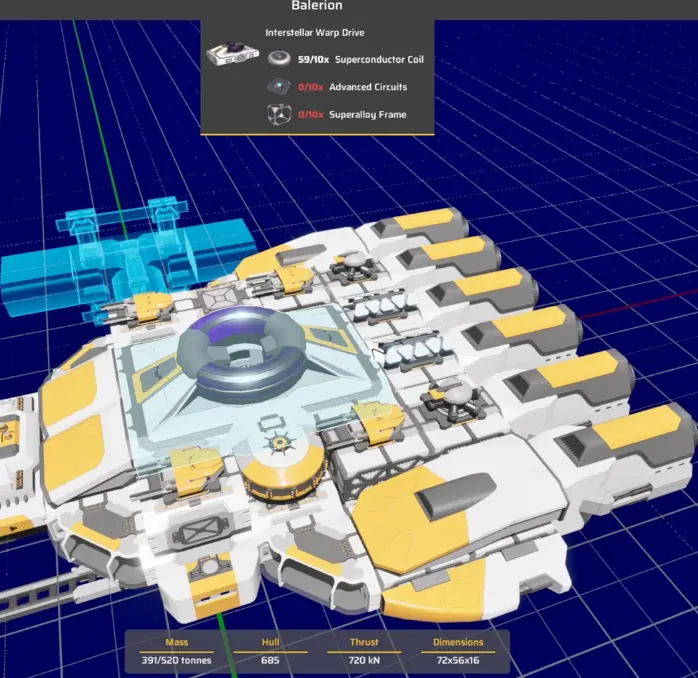 Balerion
Interstellar Warp Drive
59/10x Superconductor Coil
0/10x Advanced Circuits
0/10x Superalloy Frame
Mass Hull Thrust Dimensions
391/520 tonnes 685 720 kN 72x56x16